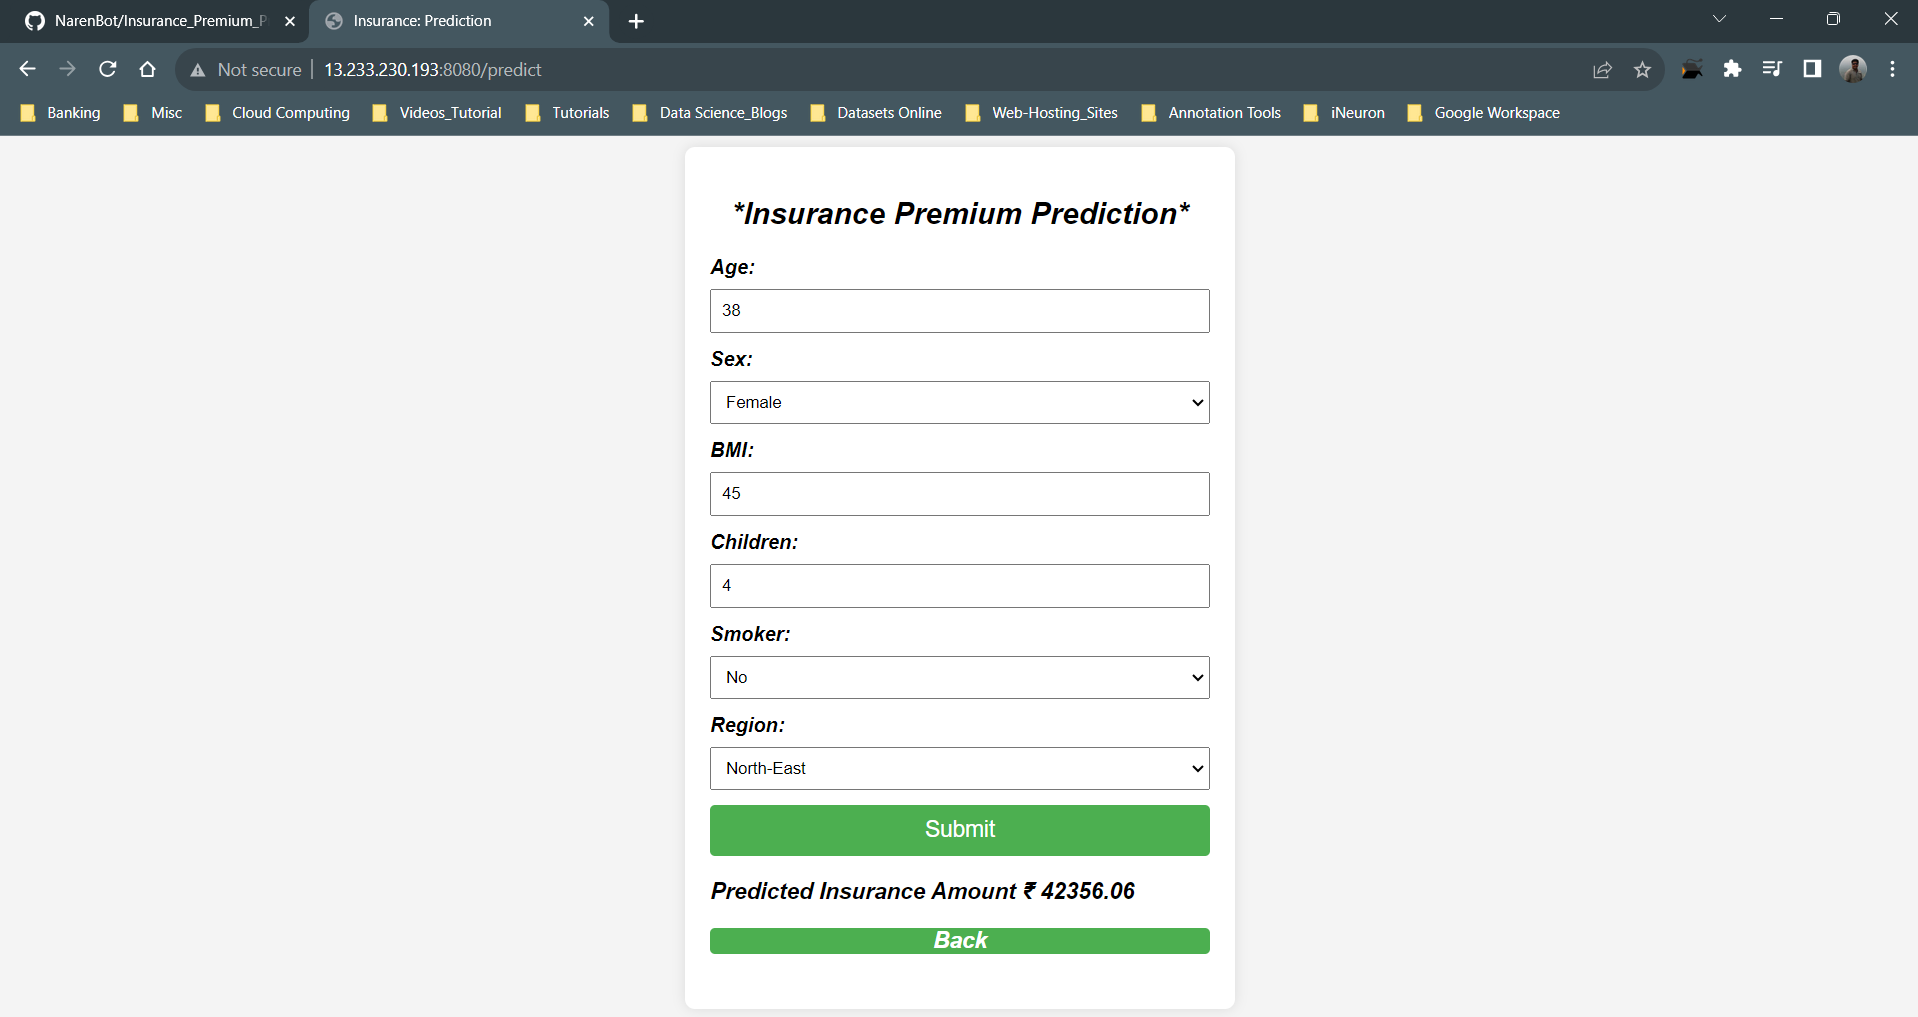 NarenBot/Insurance_Premium_P
Insurance: Prediction
Not secure
13.233.230.193:8080/predict
Banking
Misc
Cloud Computing
Videos_Tutorial
Tutorials
Data Science_Blogs
Datasets Online
Web-Hosting_Sites
Annotation Tools
iNeuron
Google Workspace
*Insurance Premium Prediction*
Age:
38
Sex:
Female
BMI:
45
Children:
4
Smoker:
No
Region:
North-East
Submit
Predicted Insurance Amount ₹ 42356.06
Back